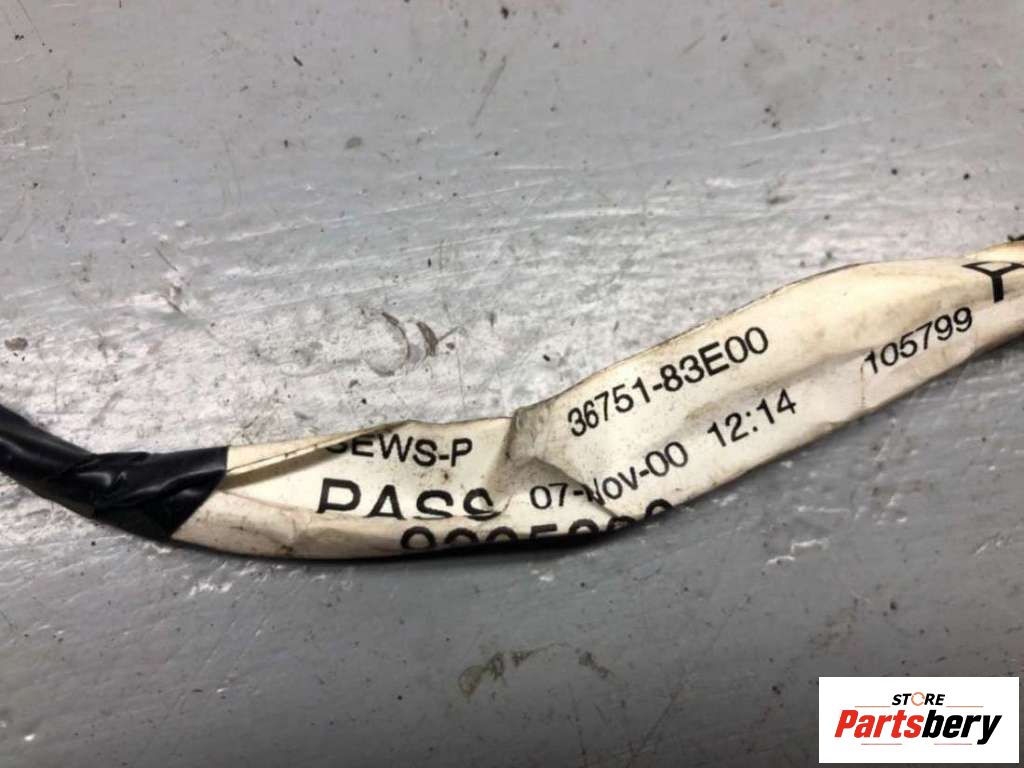 SEWS-P
36751-83E00
105799
PASS
07-Nov-00 12:14
STORE
Partsbery